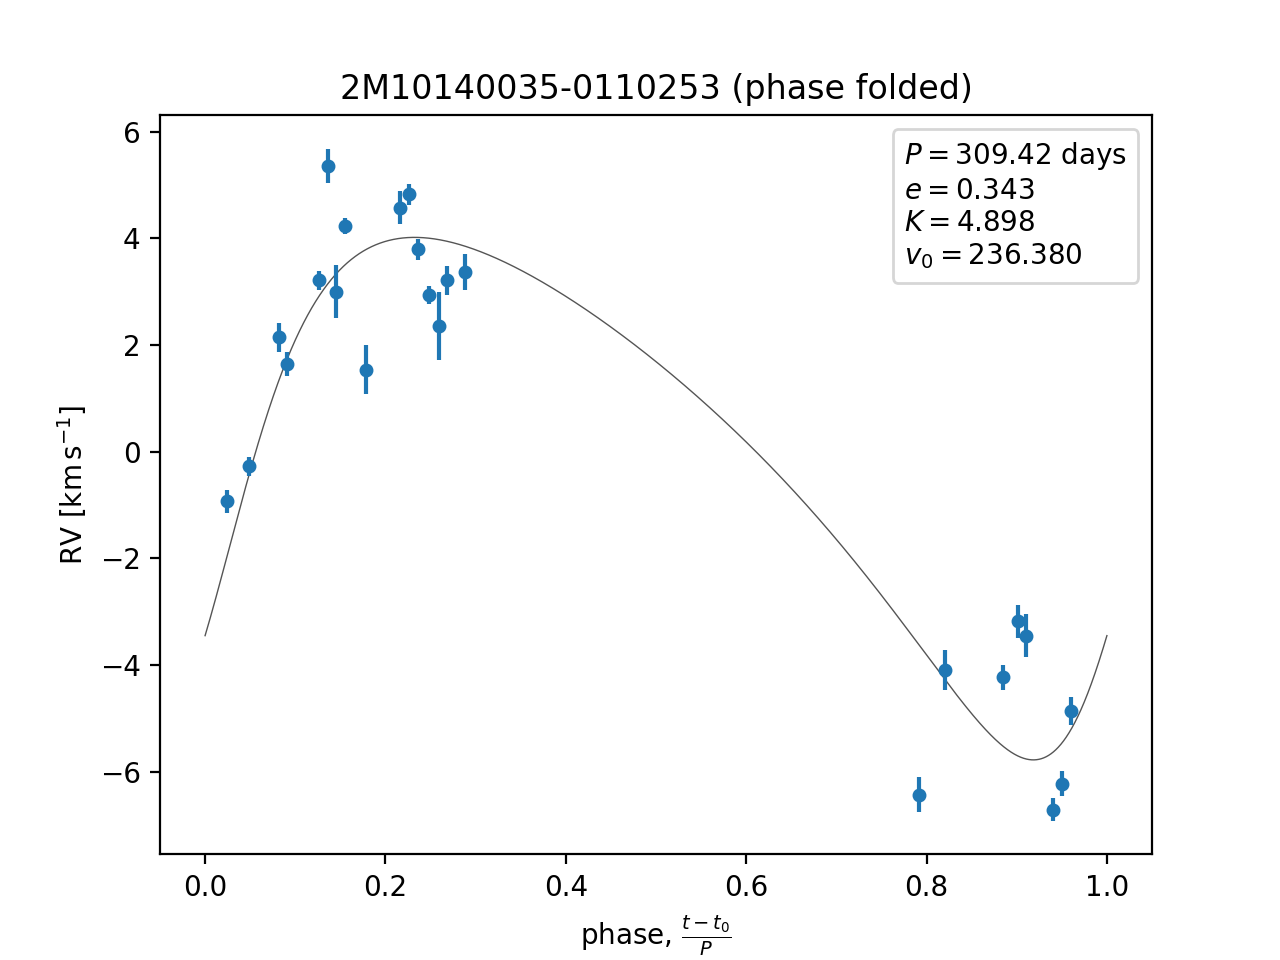 2M10140035-0110253 (phase folded)
P = 309.42 days
e = 0.343
K = 4.898
v₀ = 236.380
6
4
2
0
−2
−4
−6
RV [km s⁻¹]
0.0 0.2 0.4 0.6 0.8 1.0
phase, (t − t₀)/P